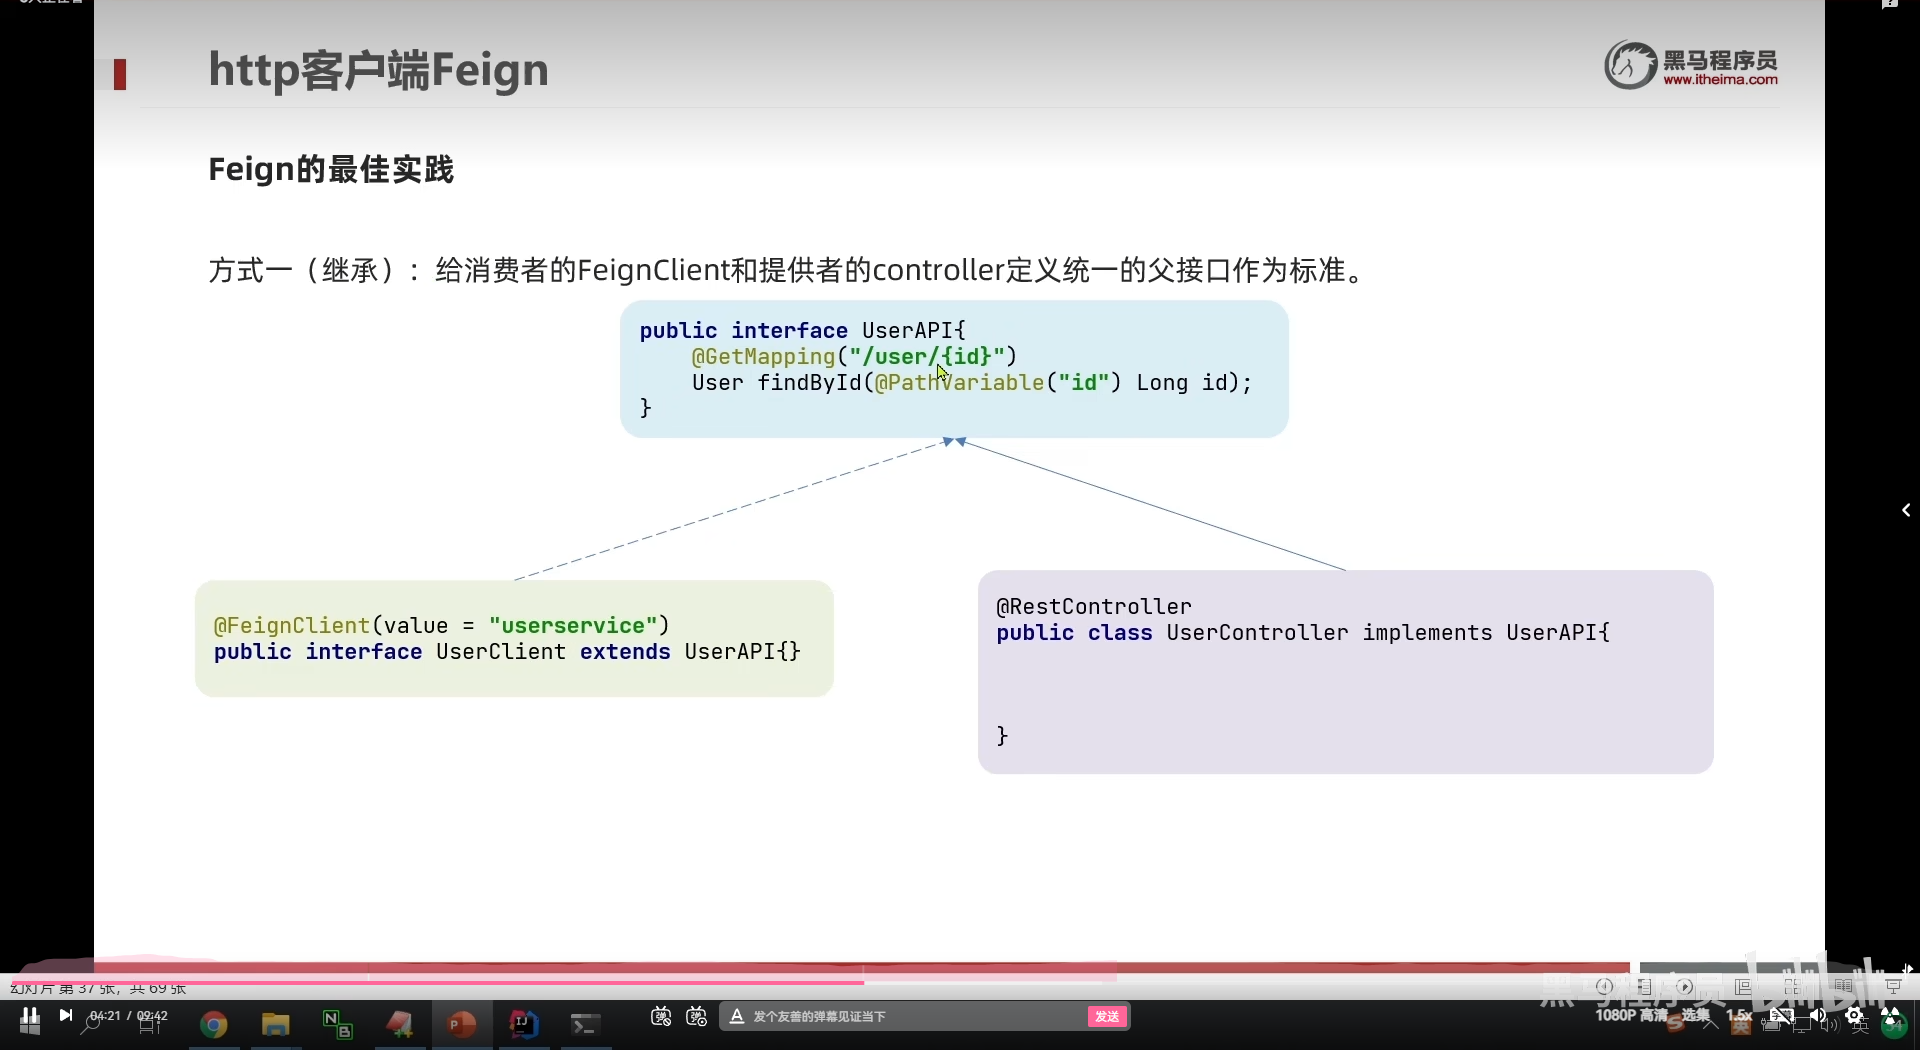 http客户端Feign
黑马程序员
www.itheima.com
Feign的最佳实践
方式一（继承）：给消费者的FeignClient和提供者的controller定义统一的父接口作为标准。
public interface UserAPI{
@GetMapping("/user/{id}")
User findById(@PathVariable("id") Long id);
}
@FeignClient(value = "userservice")
public interface UserClient extends UserAPI{}
@RestController
public class UserController implements UserAPI{
}
幻灯片 第 37 张，共 69 张
黑马程序员
bilibili
04:21 / 09:42
发个友善的弹幕见证当下
发送
1080P 高清
选集
1.5x
英